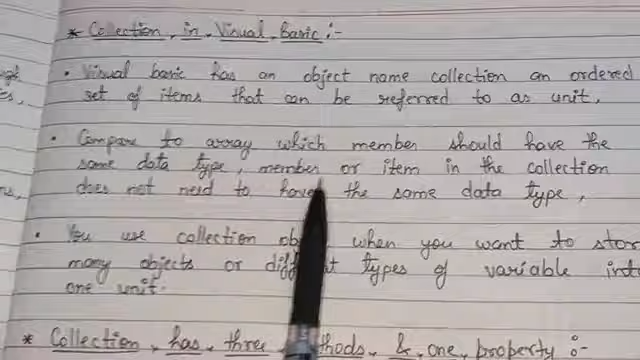 * Collection, in, Visual, Basic :-
• Visual basic has an object name collection an ordered
set of items that can be referred to as unit.
• Compare to array which member should have the
same data type, member or item in the collection
does not need to have the same data type,
• You use collection when you want to
many objects or types of variable
one unit.
* Collection, has, three, &, one, property :-